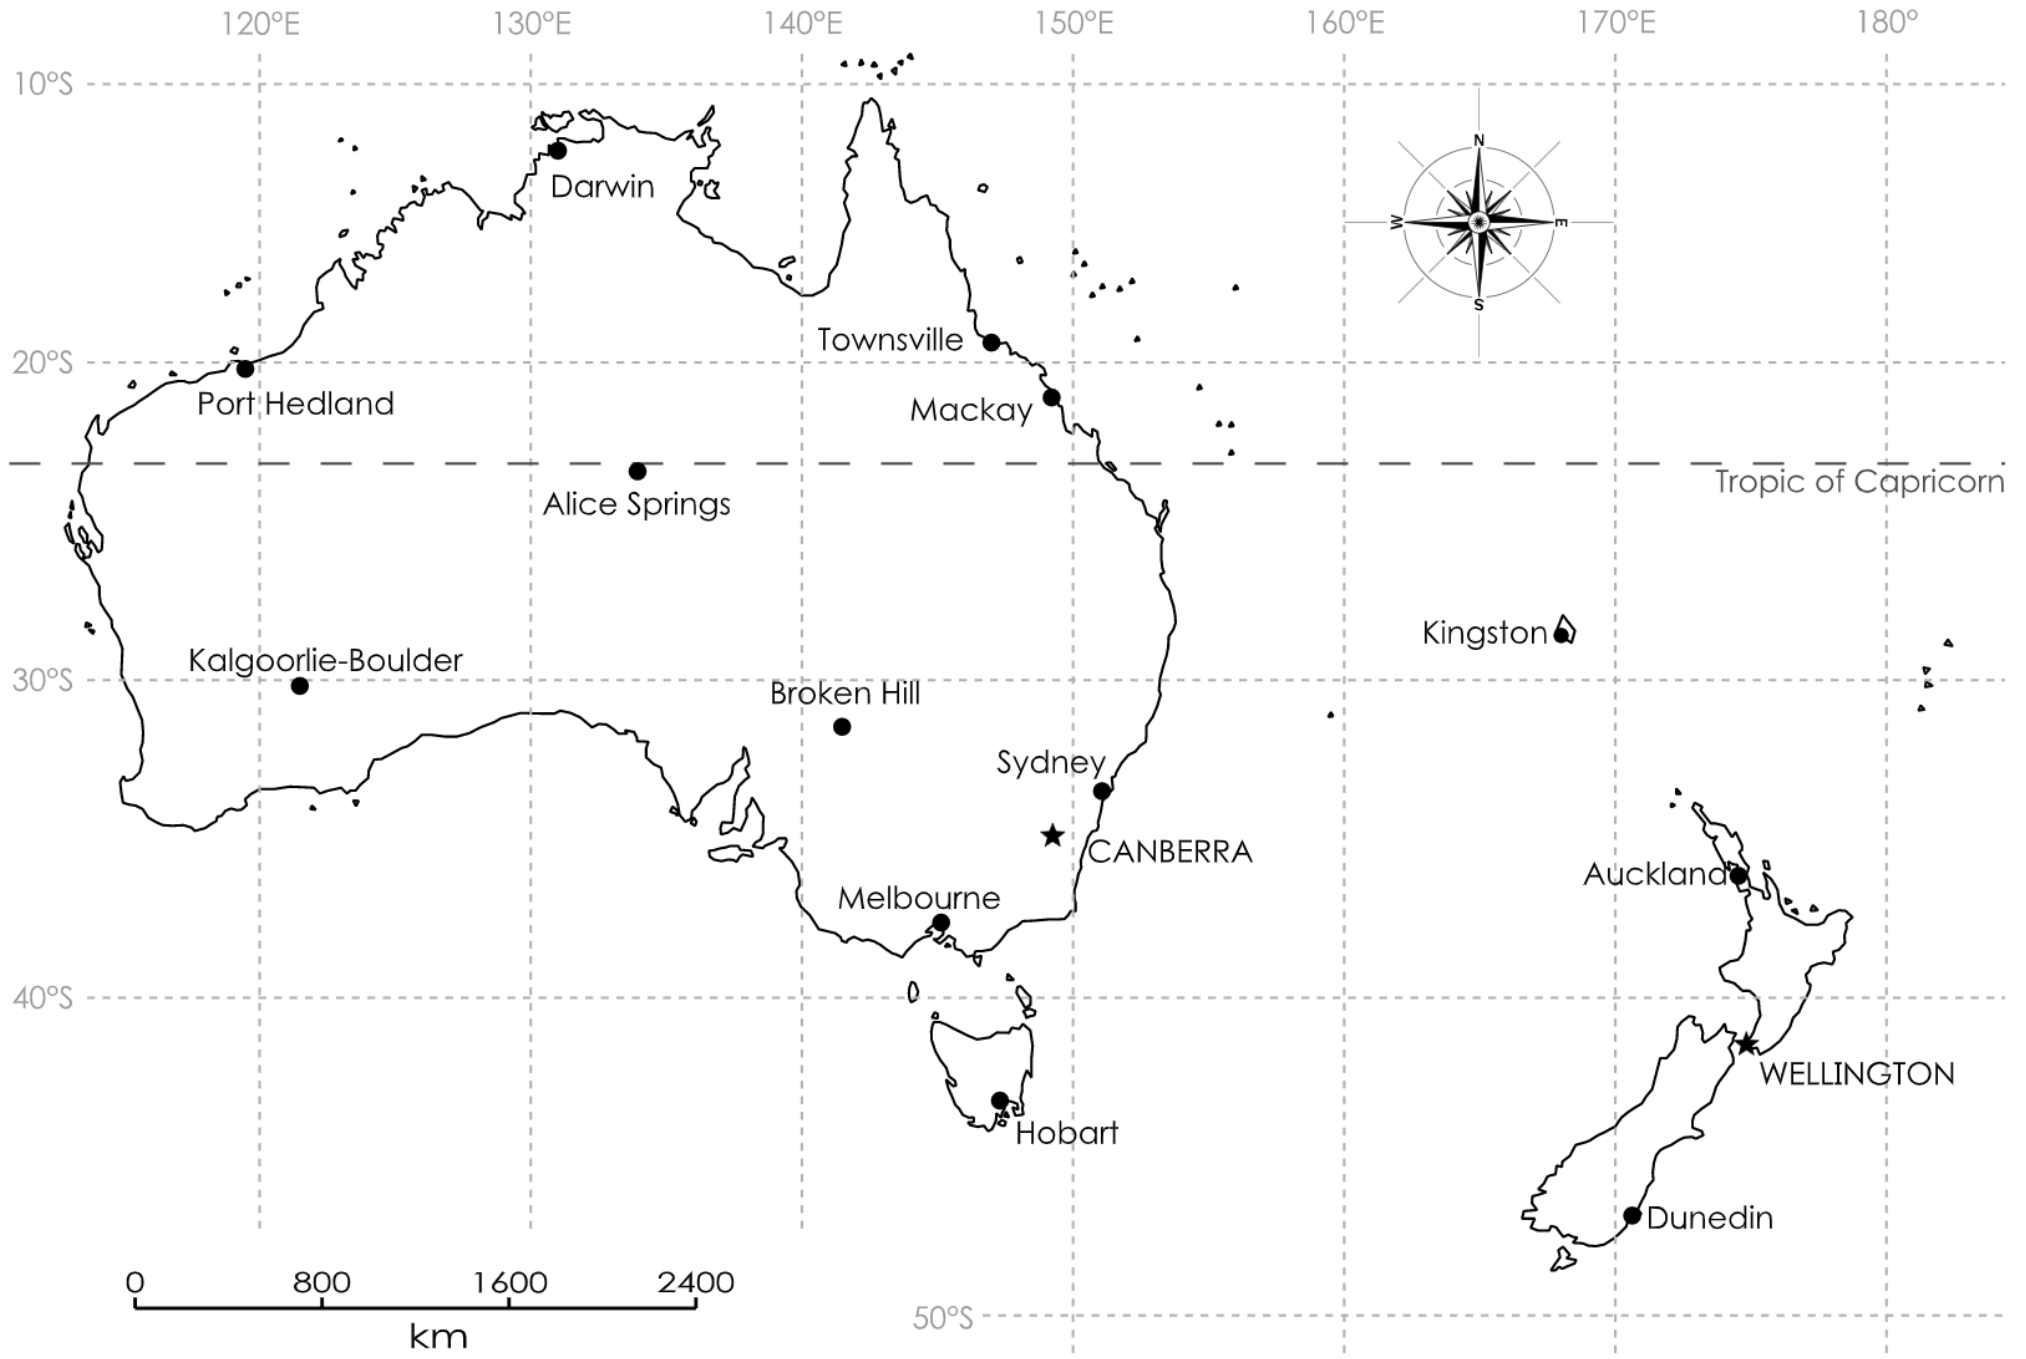 120°E 130°E 140°E 150°E 160°E 170°E 180°
10°S
N
Darwin
W E
S
Townsville
20°S
Port Hedland
Mackay
Tropic of Capricorn
Alice Springs
Kingston
Kalgoorlie-Boulder
30°S
Broken Hill
Sydney
CANBERRA
Auckland
Melbourne
40°S
WELLINGTON
Hobart
Dunedin
0 800 1600 2400
50°S
km